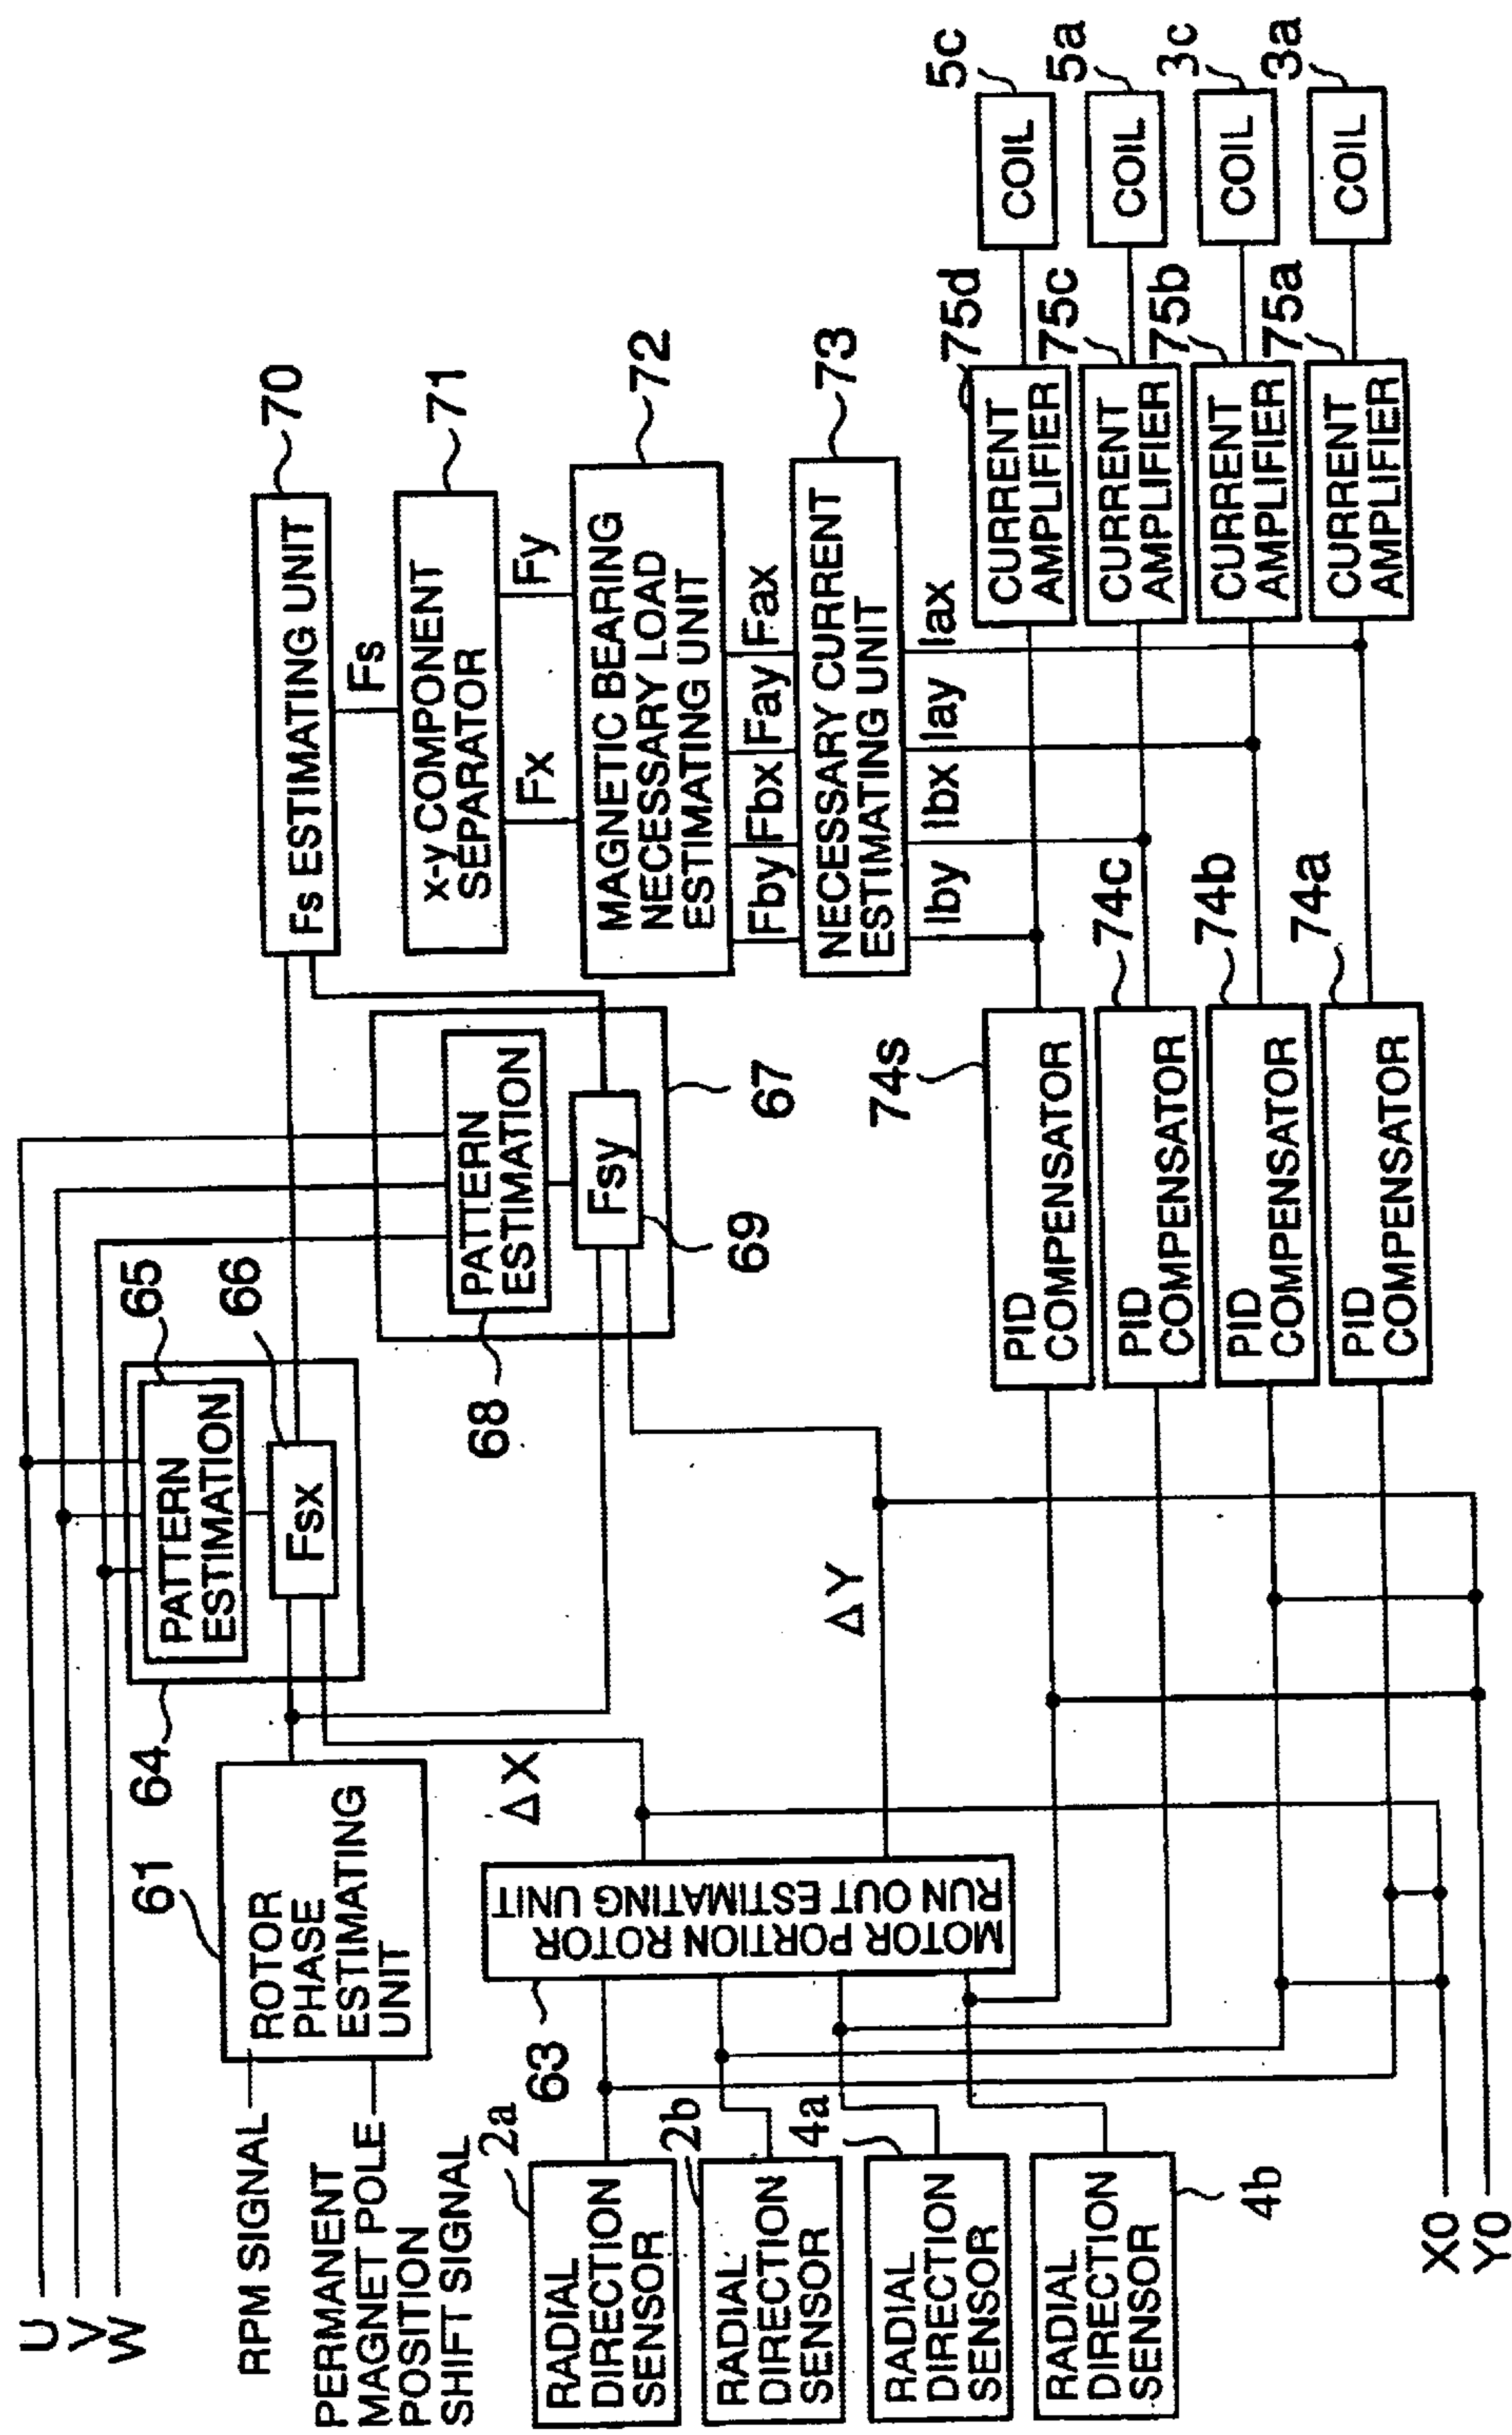 U
V
W
RPM SIGNAL
PERMANENT
MAGNET POLE
POSITION
SHIFT SIGNAL
61
ROTOR
PHASE
ESTIMATING
UNIT
64
65
PATTERN
ESTIMATION
66
Fsx
67
68
PATTERN
ESTIMATION
69
Fsy
70
Fs ESTIMATING UNIT
Fs
71
x-y COMPONENT
SEPARATOR
Fx
Fy
72
MAGNETIC BEARING
NECESSARY LOAD
ESTIMATING UNIT
Fby
Fbx
Fay
Fax
73
NECESSARY CURRENT
ESTIMATING UNIT
Iby
Ibx
Iay
Iax
2a
RADIAL
DIRECTION
SENSOR
2b
RADIAL
DIRECTION
SENSOR
4a
RADIAL
DIRECTION
SENSOR
4b
RADIAL
DIRECTION
SENSOR
63
MOTOR PORTION ROTOR
RUN OUT ESTIMATING UNIT
ΔX
ΔY
X0
Y0
74s
PID
COMPENSATOR
74c
PID
COMPENSATOR
74b
PID
COMPENSATOR
74a
PID
COMPENSATOR
75d
CURRENT
AMPLIFIER
75c
CURRENT
AMPLIFIER
75b
CURRENT
AMPLIFIER
75a
CURRENT
AMPLIFIER
5c
COIL
5a
COIL
3c
COIL
3a
COIL